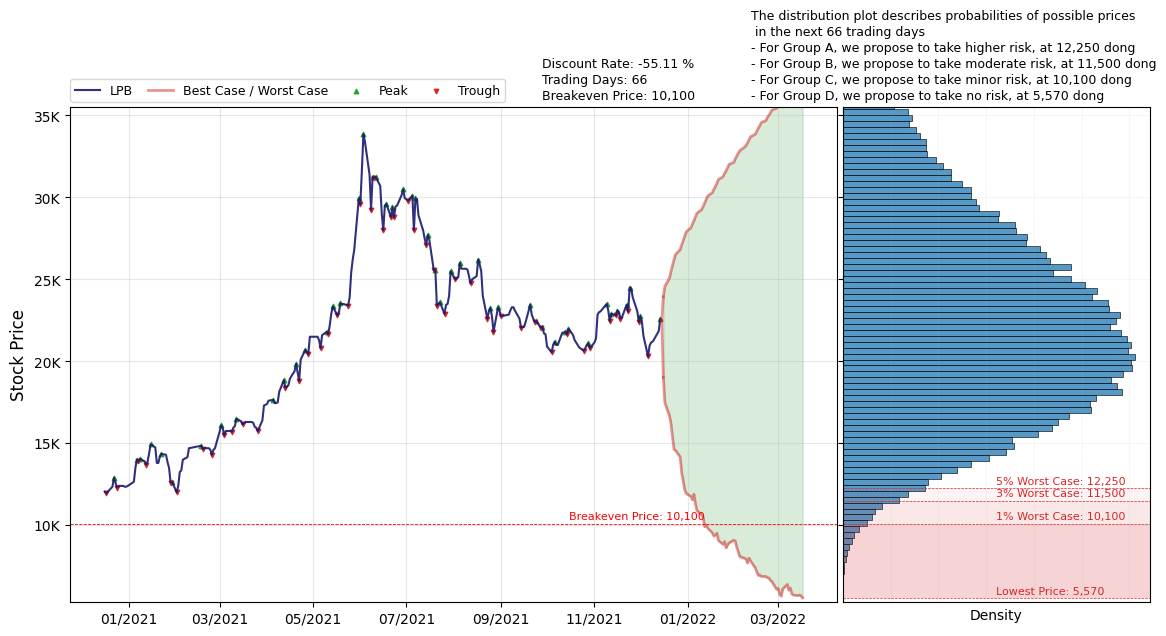 The distribution plot describes probabilities of possible prices
in the next 66 trading days
- For Group A, we propose to take higher risk, at 12,250 dong
- For Group B, we propose to take moderate risk, at 11,500 dong
- For Group C, we propose to take minor risk, at 10,100 dong
- For Group D, we propose to take no risk, at 5,570 dong
Discount Rate: -55.11 %
Trading Days: 66
Breakeven Price: 10,100
LPB
Best Case / Worst Case
Peak
Trough
Stock Price
35K
30K
25K
20K
15K
10K
Breakeven Price: 10,100
5% Worst Case: 12,250
3% Worst Case: 11,500
1% Worst Case: 10,100
Lowest Price: 5,570
01/2021
03/2021
05/2021
07/2021
09/2021
11/2021
01/2022
03/2022
Density